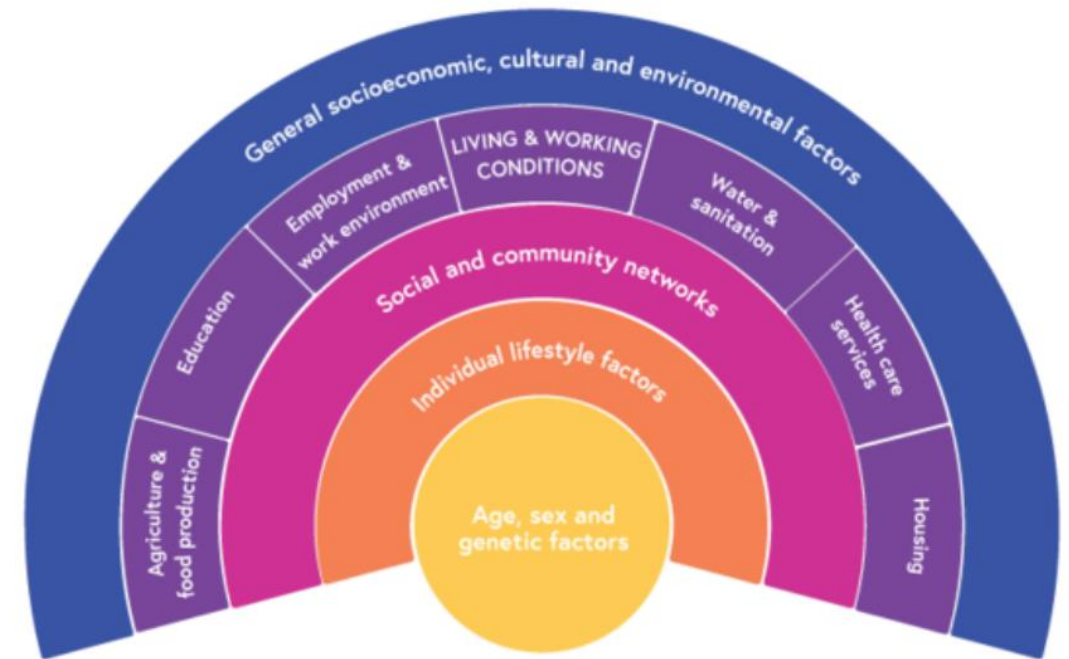 General socioeconomic, cultural and environmental factors
Agriculture &
food production
Education
Employment &
work environment
LIVING & WORKING
CONDITIONS
Water &
sanitation
Health care
services
Housing
Social and community networks
Individual lifestyle factors
Age, sex and
genetic factors